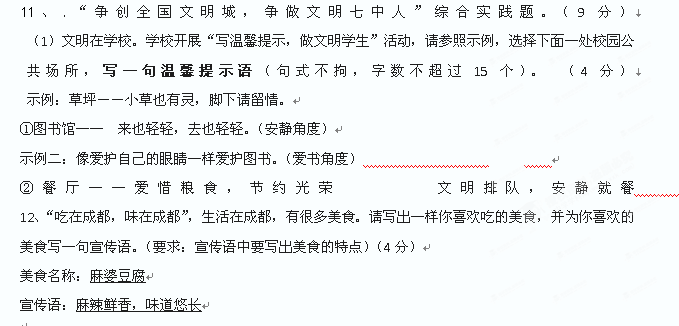 11、.“争创全国文明城，争做文明七中人”综合实践题。（9 分）↓
（1）文明在学校。学校开展“写温馨提示，做文明学生”活动，请参照示例，选择下面一处校园公
共场所，写一句温馨提示语（句式不拘，字数不超过 15 个）。 （4 分）↓
示例：草坪——小草也有灵，脚下请留情。↵
①图书馆—— 来也轻轻，去也轻轻。（安静角度）↵
示例二：像爱护自己的眼睛一样爱护图书。（爱书角度） ↵
②餐厅——爱惜粮食，节约光荣 文明排队，安静就餐
12、“吃在成都，味在成都”，生活在成都，有很多美食。请写出一样你喜欢吃的美食，并为你喜欢的
美食写一句宣传语。（要求：宣传语中要写出美食的特点）（4 分）↵
美食名称：麻婆豆腐↵
宣传语：麻辣鲜香，味道悠长↵